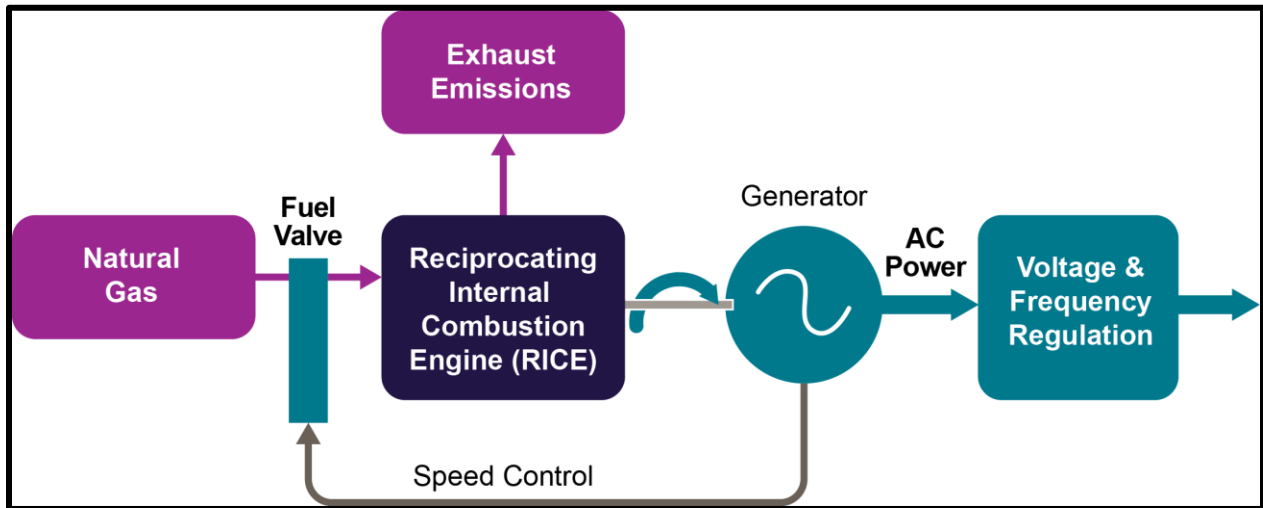 Exhaust
Emissions
Natural
Gas
Fuel
Valve
Reciprocating
Internal
Combustion
Engine (RICE)
Generator
AC
Power
Voltage &
Frequency
Regulation
Speed Control